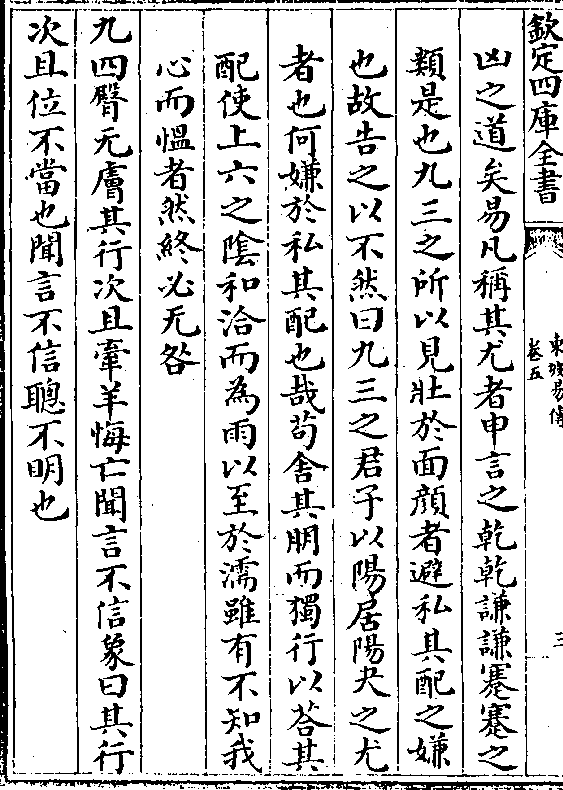 欽定四庫全書
東坡易傳
卷五
三
凶之道矣易凡稱其尤者申言之乾乾謙謙蹇蹇之
類是也九三之所以見壯於面顏者避私其配之嫌
也故告之以不然曰九三之君子以陽居陽夬之尤
者也何嫌於私其配也哉苟舍其朋而獨行以荅其
配使上六之陰和洽而為雨以至於濡雖有不知我
心而慍者然終必无咎
九四臀无膚其行次且牽羊悔亡聞言不信象曰其行
次且位不當也聞言不信聰不明也